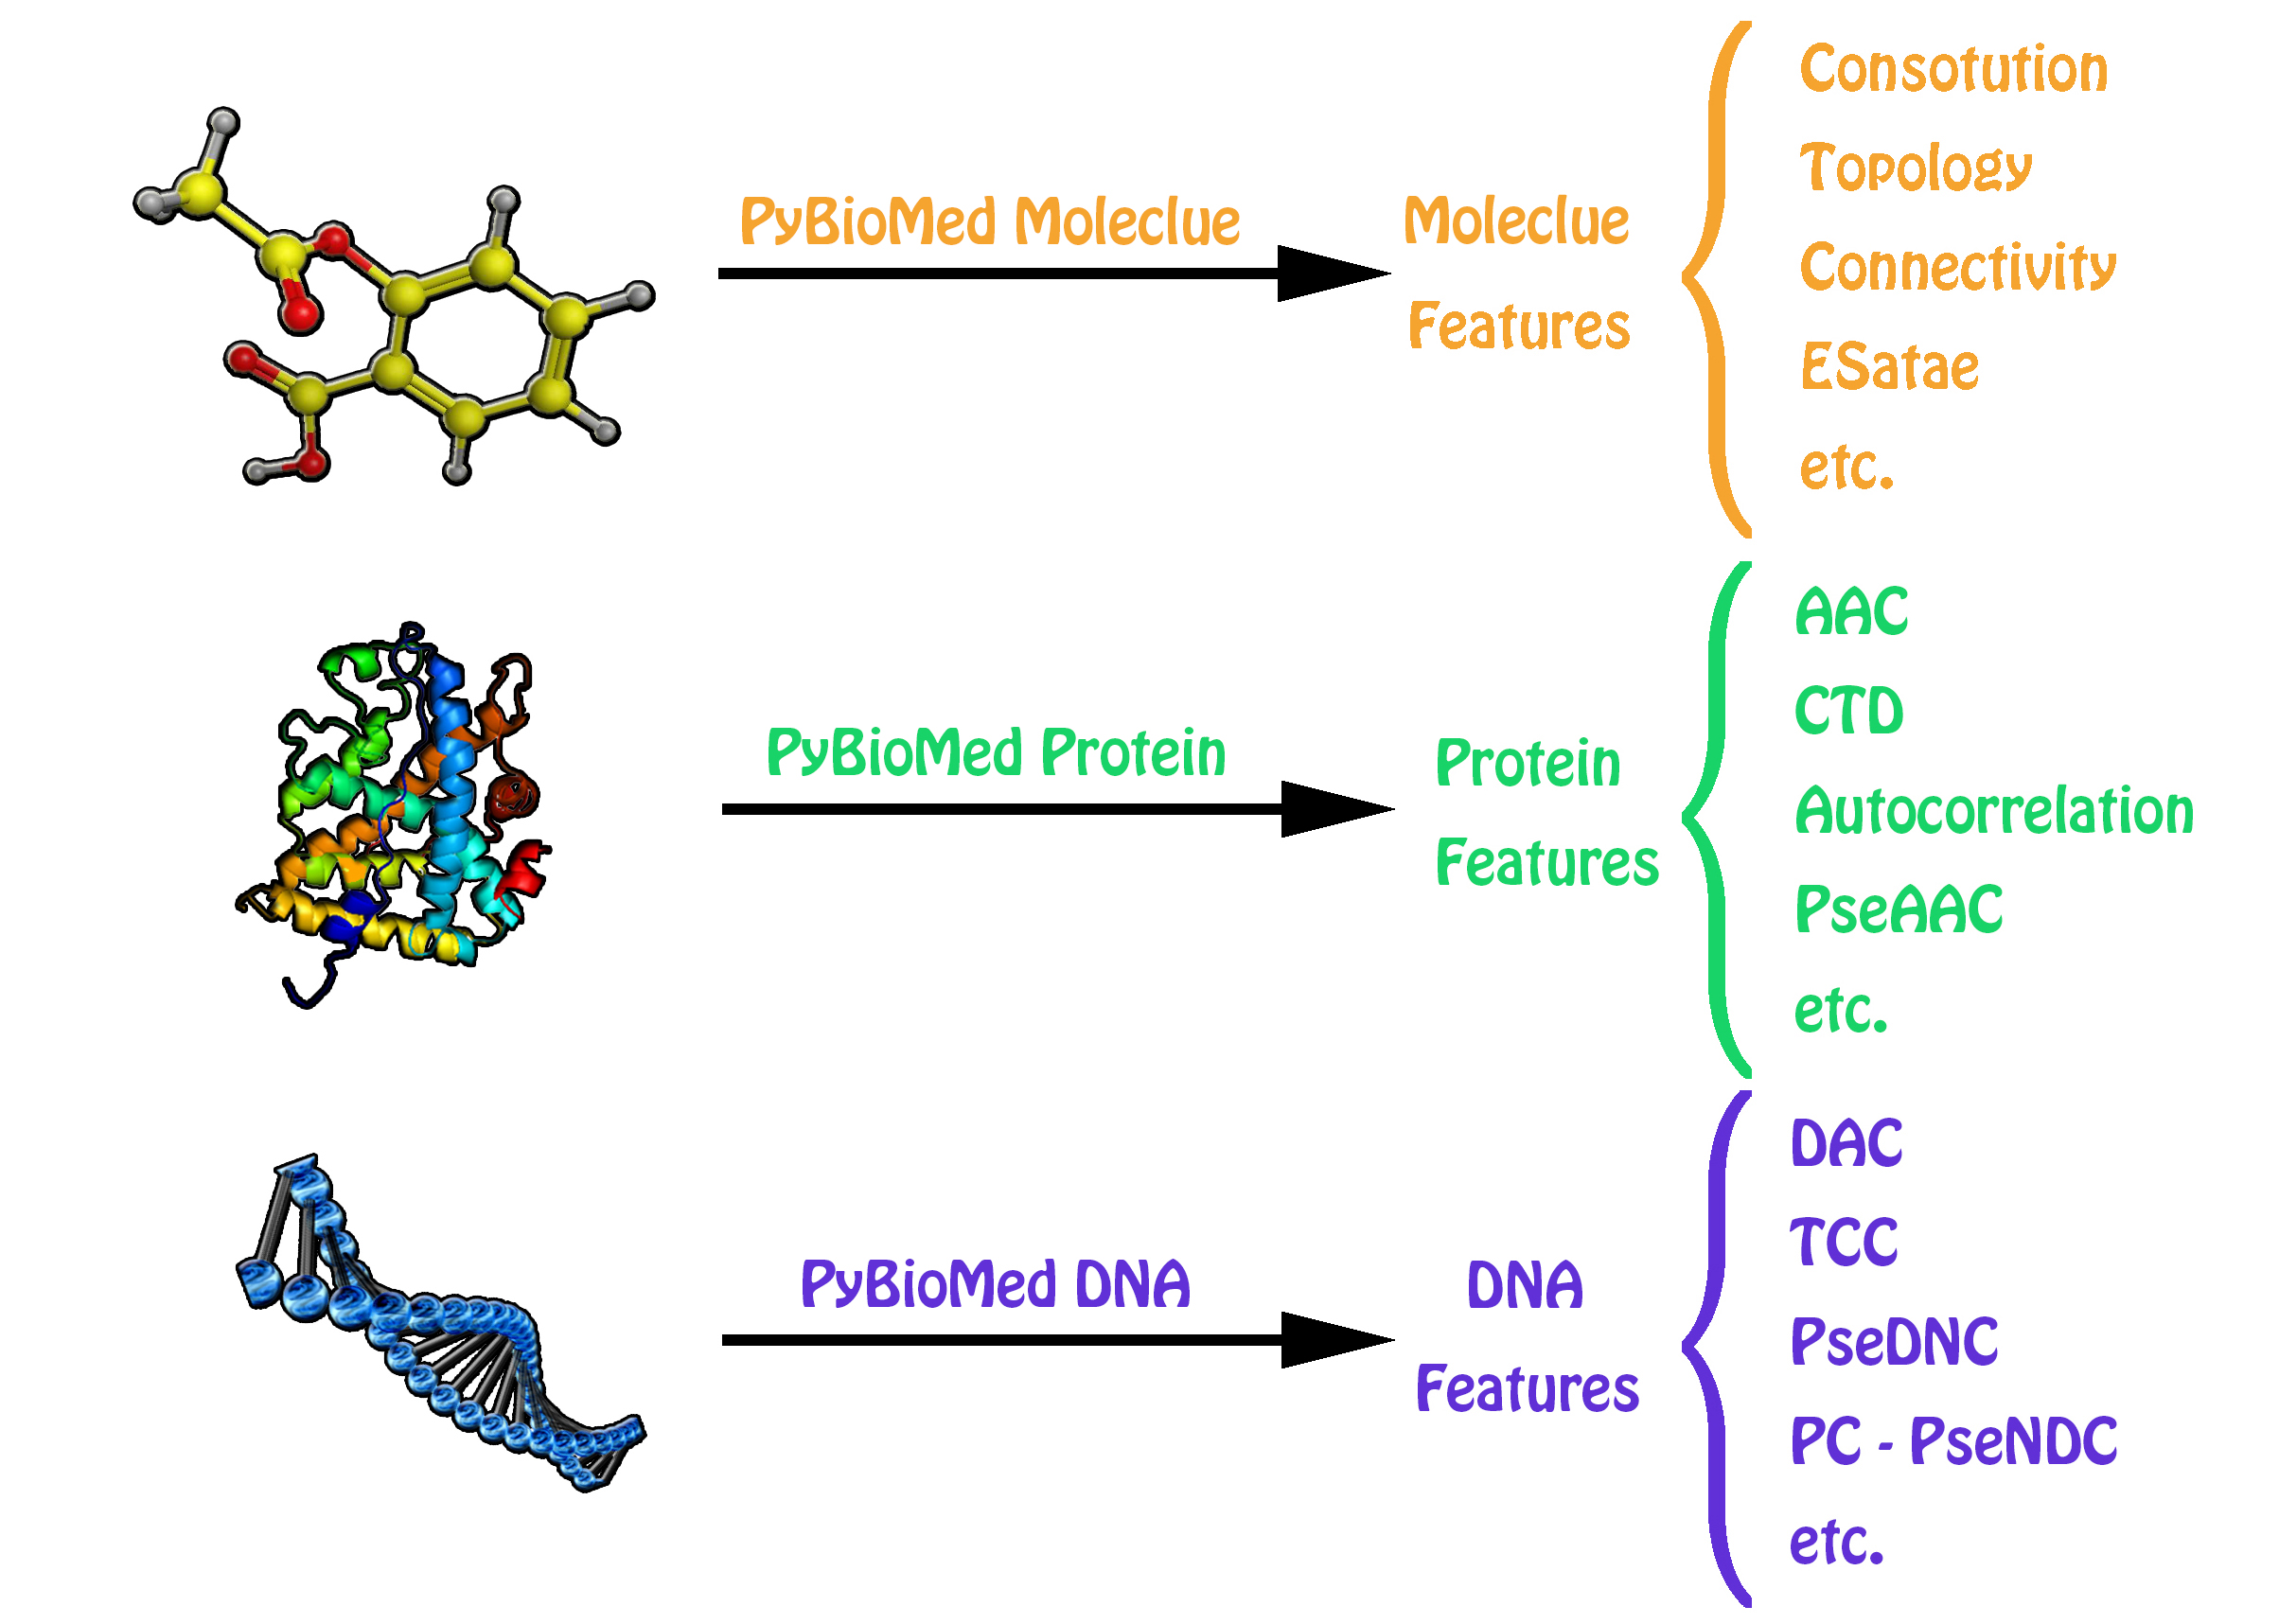 PyBioMed Moleclue
Moleclue
Features
Consotution
Topology
Connectivity
ESatae
etc.
PyBioMed Protein
Protein
Features
AAC
CTD
Autocorrelation
PseAAC
etc.
PyBioMed DNA
DNA
Features
DAC
TCC
PseDNC
PC - PseNDC
etc.